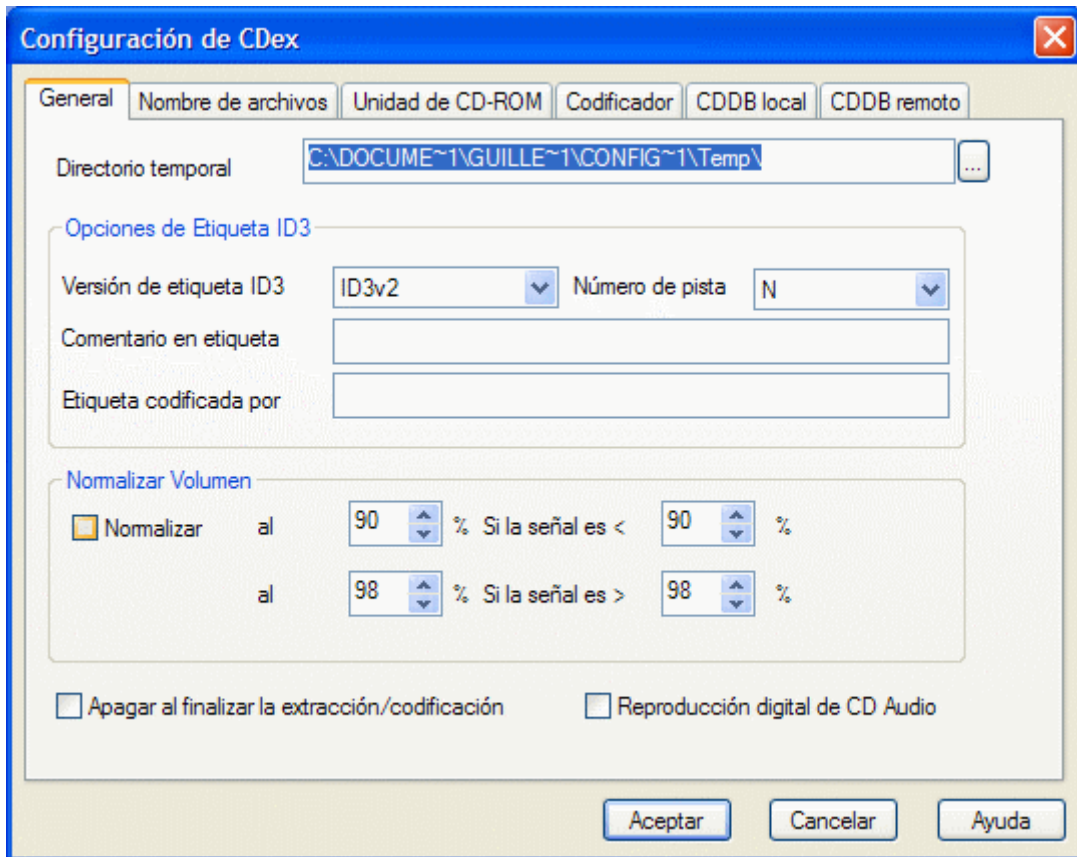 Configuración de CDex
General Nombre de archivos Unidad de CD-ROM Codificador CDDB local CDDB remoto
Directorio temporal C:\DOCUME~1\GUILLE~1\CONFIG~1\Temp\ ...
Opciones de Etiqueta ID3
Versión de etiqueta ID3 ID3v2 Número de pista N
Comentario en etiqueta
Etiqueta codificada por
Normalizar Volumen
Normalizar al 90 % Si la señal es < 90 %
al 98 % Si la señal es > 98 %
Apagar al finalizar la extracción/codificación Reproducción digital de CD Audio
Aceptar Cancelar Ayuda